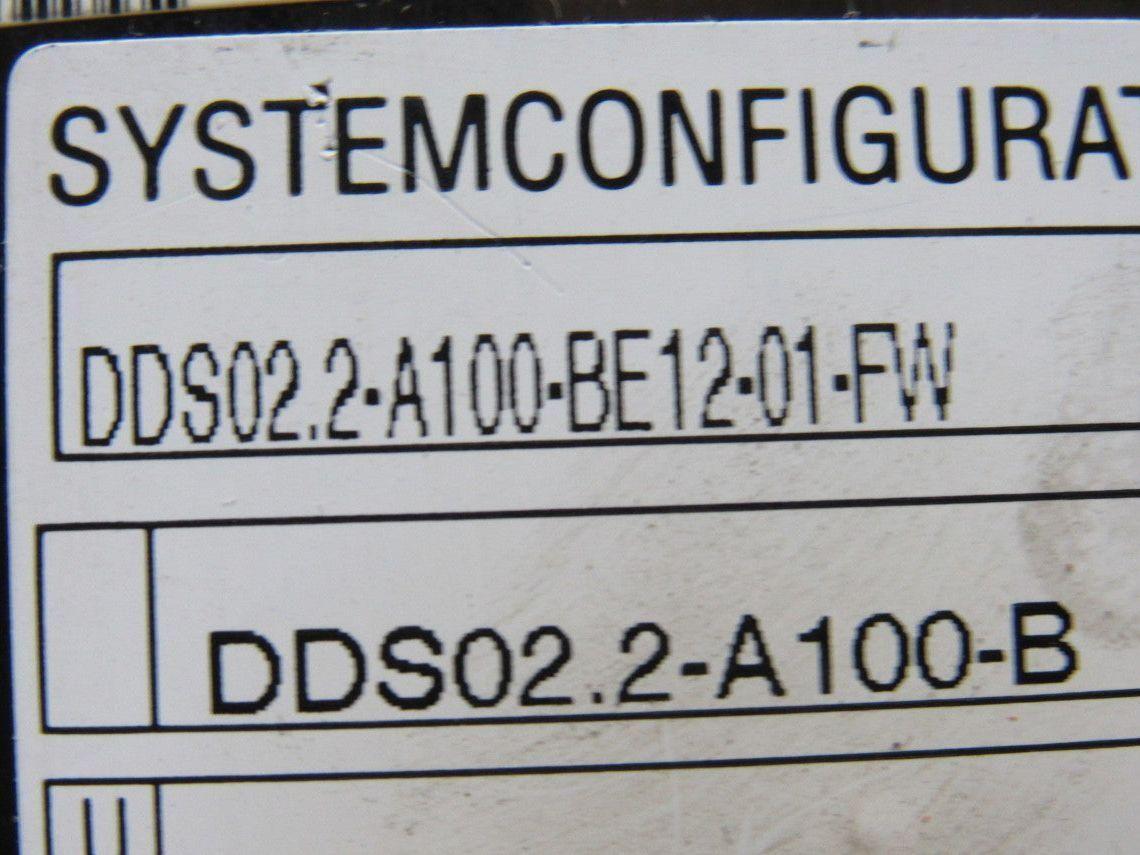 SYSTEMCONFIGURAT
DDS02.2-A100-BE12-01-FW
DDS02.2-A100-B